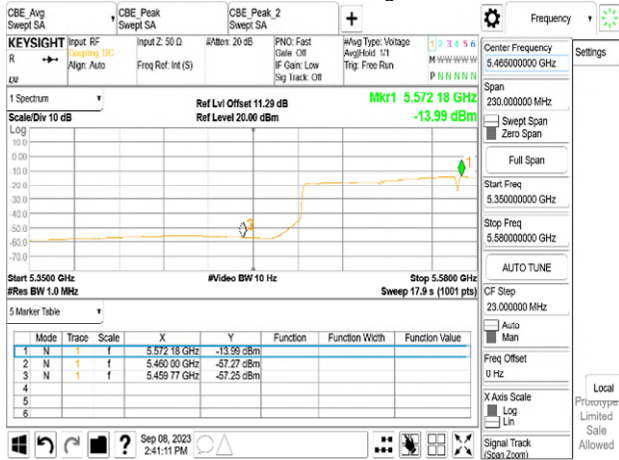 CBE_Avg
Swept SA
CBE_Peak
Swept SA
CBE_Peak_2
Swept SA
+
Frequency
KEYSIGHT Input: RF Input Z: 50 Ω #Atten: 20 dB PNO: Fast #Avg Type: Voltage 1 2 3 4 5 6
Coupling: DC Gate: Off Avg|Hold: 1/1 M W W W W W
R Align: Auto Freq Ref: Int (S) IF Gain: Low Trig: Free Run
Sig Track: Off P N N N N N
LXI
1 Spectrum
Scale/Div 10 dB
Ref Lvl Offset 11.29 dB
Ref Level 20.00 dBm
Mkr1 5.572 18 GHz
-13.99 dBm
Log
10.0
0.00
-10.0
-20.0
-30.0
-40.0
-50.0
-60.0
-70.0
1
3
Start 5.3500 GHz #Video BW 10 Hz Stop 5.5800 GHz
#Res BW 1.0 MHz Sweep 17.9 s (1001 pts)
5 Marker Table
Mode Trace Scale X Y Function Function Width Function Value
1 N 1 f 5.572 18 GHz -13.99 dBm
2 N 1 f 5.460 00 GHz -57.27 dBm
3 N 1 f 5.459 77 GHz -57.25 dBm
4
5
6
?
Sep 08, 2023
2:41:11 PM
Center Frequency
5.465000000 GHz
Settings
Span
230.000000 MHz
Swept Span
Zero Span
Full Span
Start Freq
5.350000000 GHz
Stop Freq
5.580000000 GHz
AUTO TUNE
CF Step
23.000000 MHz
Auto
Man
Freq Offset
0 Hz
X Axis Scale
Log
Lin
Signal Track
(Span Zoom)
Local
Prototype
Limited
Sale
Allowed